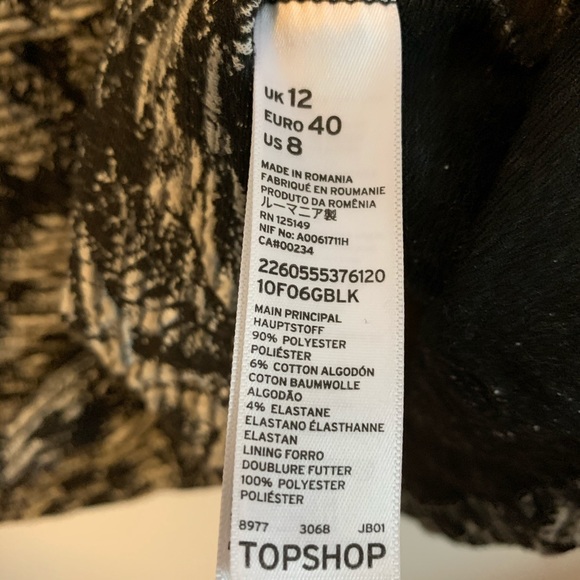 UK 12
EURO 40
US 8
MADE IN ROMANIA
FABRIQUÉ EN ROUMANIE
PRODUTO DA ROMÊNIA
ルーマニア製
RN 125149
NIF No: A0061711H
CA#00234
2260555376120
10F06GBLK
MAIN PRINCIPAL
HAUPTSTOFF
90% POLYESTER
POLIÉSTER
6% COTTON ALGODÓN
COTON BAUMWOLLE
ALGODÃO
4% ELASTANE
ELASTANO ÉLASTHANNE
ELASTAN
LINING FORRO
DOUBLURE FUTTER
100% POLYESTER
POLIÉSTER
8977 3068 JB01
TOPSHOP